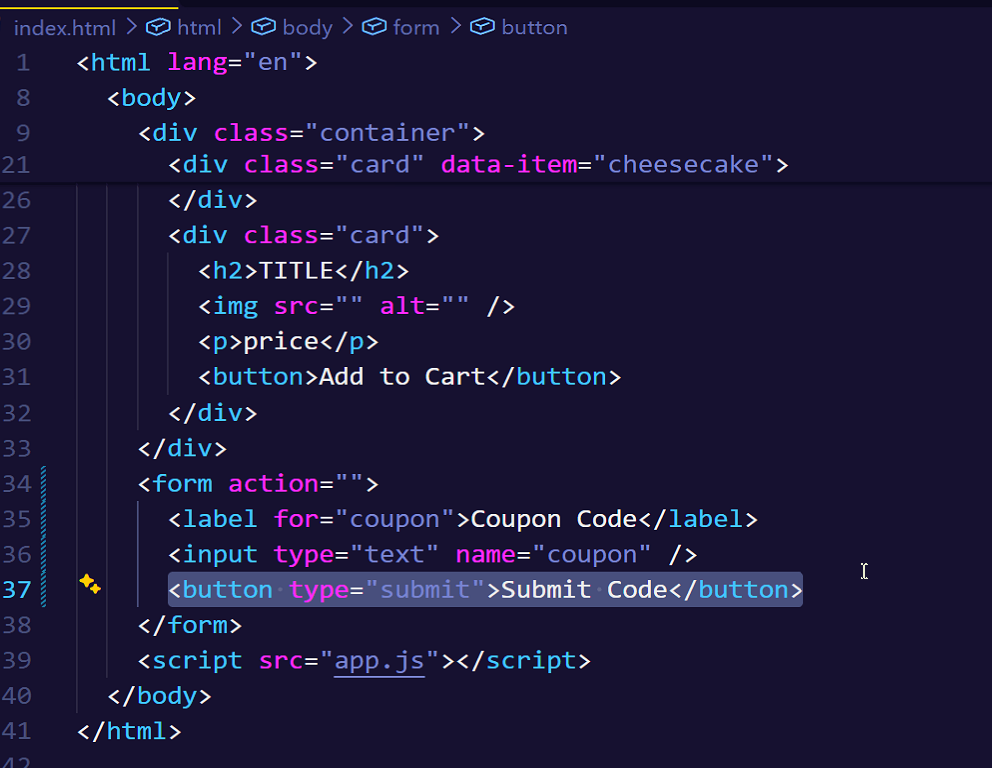 index.html > html > body > form > button
1 <html lang="en">
8 <body>
9 <div class="container">
21 <div class="card" data-item="cheesecake">
26 </div>
27 <div class="card">
28 <h2>TITLE</h2>
29 <img src="" alt="" />
30 <p>price</p>
31 <button>Add to Cart</button>
32 </div>
33 </div>
34 <form action="">
35 <label for="coupon">Coupon Code</label>
36 <input type="text" name="coupon" />
37 <button type="submit">Submit Code</button>
38 </form>
39 <script src="app.js"></script>
40 </body>
41 </html>
42